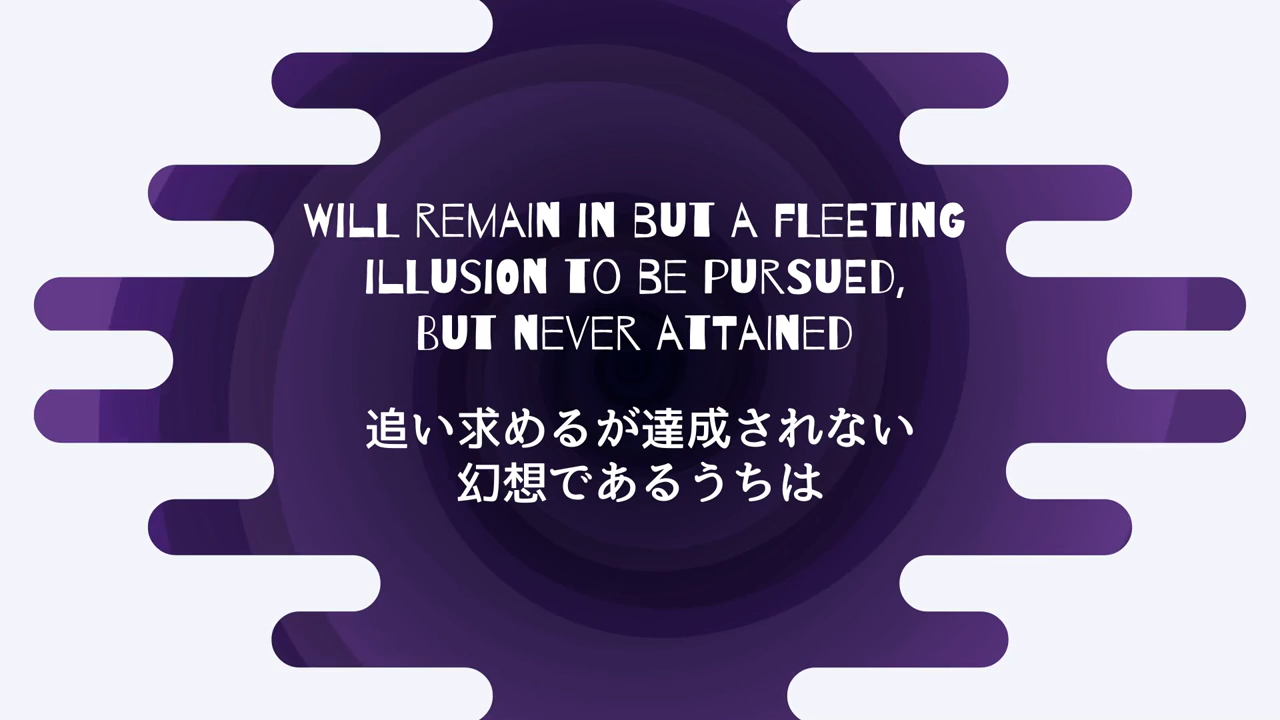 WILL REMAIN IN BUT A FLEETING
ILLUSION TO BE PURSUED,
BUT NEVER ATTAINED
追い求めるが達成されない
幻想であるうちは